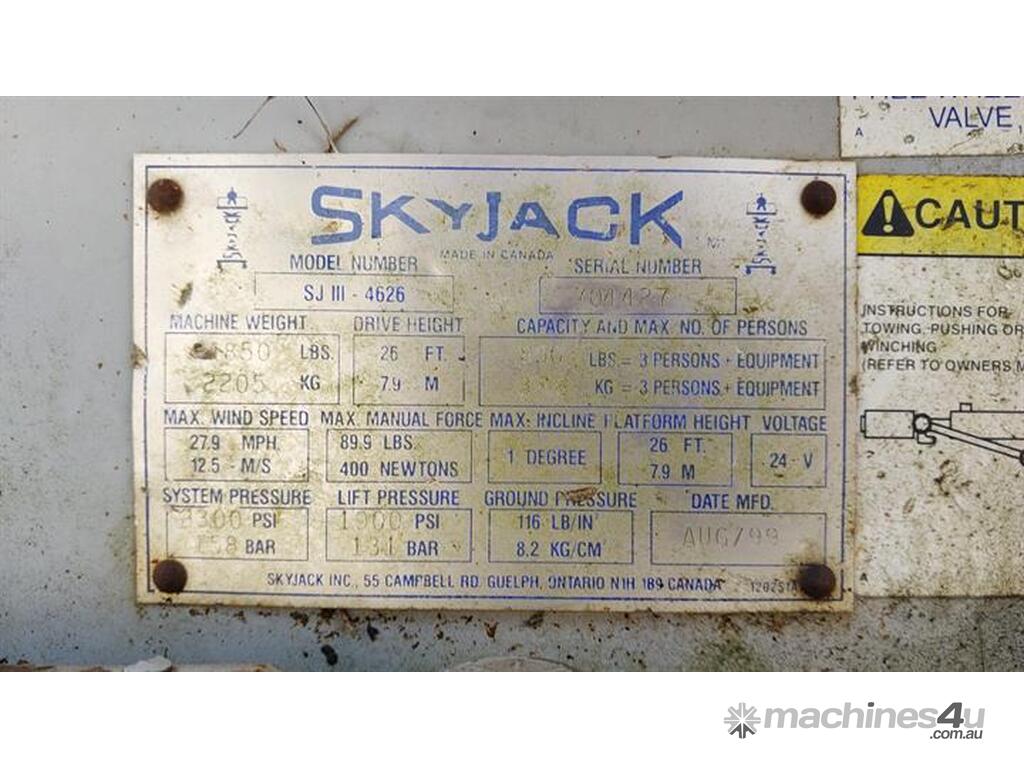 VALVE
SKYJACK
SKYJACK
SKYJACK
MADE IN CANADA
MODEL NUMBER SERIAL NUMBER
SJ III - 4626 704427
MACHINE WEIGHT DRIVE HEIGHT CAPACITY AND MAX. NO. OF PERSONS
LBS. 26 FT. LBS = 3 PERSONS + EQUIPMENT
2205 KG 7.9 M KG = 3 PERSONS + EQUIPMENT
MAX. WIND SPEED MAX. MANUAL FORCE MAX. INCLINE PLATFORM HEIGHT VOLTAGE
27.9 MPH. 89.9 LBS. 1 DEGREE 26 FT. 24 - V
12.5 - M/S 400 NEWTONS 7.9 M
SYSTEM PRESSURE LIFT PRESSURE GROUND PRESSURE DATE MFD.
PSI 1900 PSI 116 LB/IN AUG/99
BAR 131 BAR 8.2 KG/CM
SKYJACK INC., 55 CAMPBELL RD. GUELPH, ONTARIO N1H 1B9 CANADA
A
CAUT
INSTRUCTIONS FOR
TOWING, PUSHING OR
WINCHING
(REFER TO OWNERS M
A
machines4u
.com.au